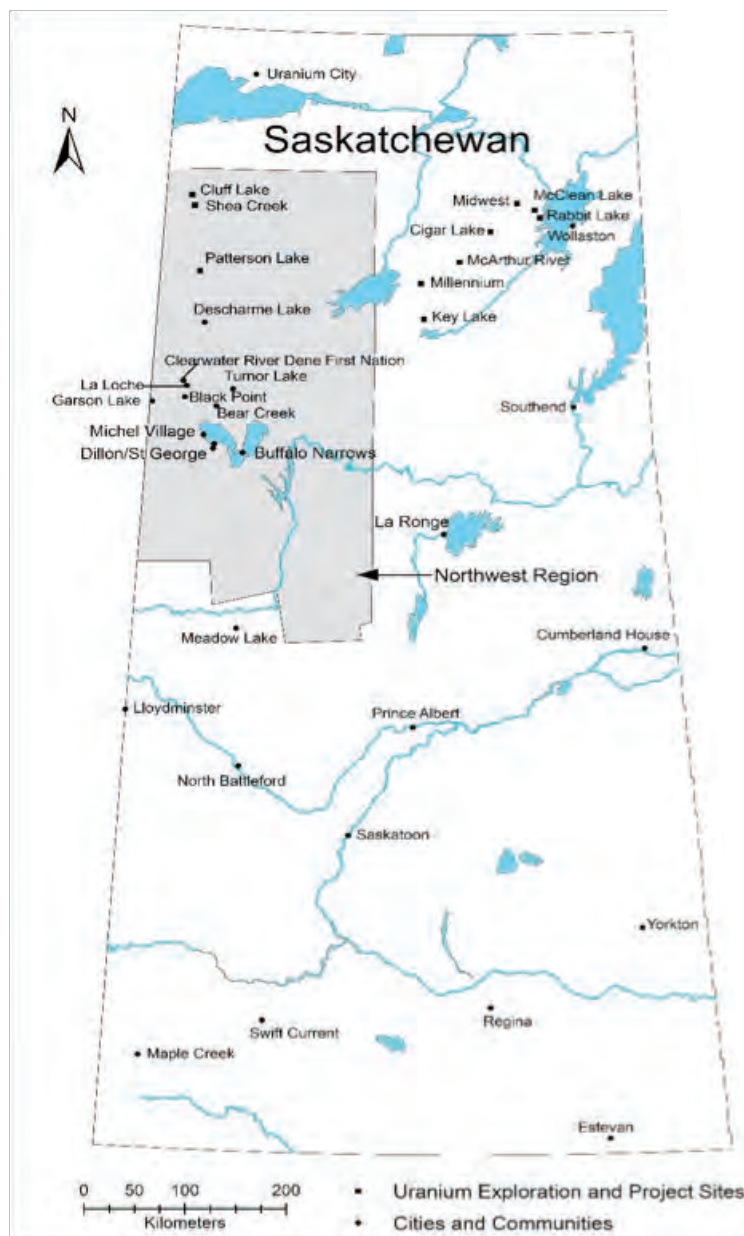 Uranium City
N
Saskatchewan
Cluff Lake
Shea Creek
McClean Lake
Midwest
Rabbit Lake
Cigar Lake
Wollaston
Patterson Lake
McArthur River
Millennium
Descharme Lake
Key Lake
Clearwater River Dene First Nation
La Loche
Turnor Lake
Garson Lake
Black Point
Bear Creek
Southend
Michel Village
Dillon/St George
Buffalo Narrows
La Ronge
Northwest Region
Meadow Lake
Cumberland House
Lloydminster
Prince Albert
North Battleford
Saskatoon
Yorkton
Swift Current
Regina
Maple Creek
Estevan
0 50 100 200
Kilometers
Uranium Exploration and Project Sites
Cities and Communities